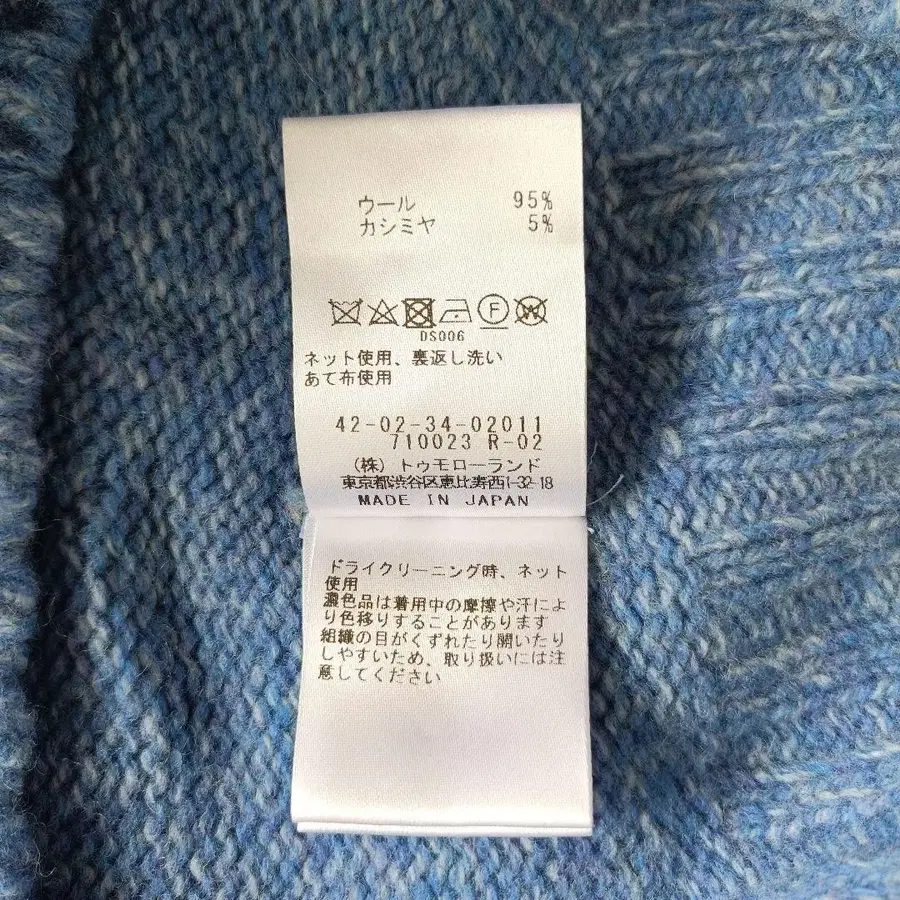 ウール 95%
カシミヤ 5%
DS006
ネット使用、裏返し洗い
あて布使用
42-02-34-02011
710023 R-02
(株) トゥモローランド
東京都渋谷区恵比寿西1-32-18
MADE IN JAPAN
ドライクリーニング時、ネット
使用
濃色品は着用中の摩擦や汗によ
り色移りすることがあります
組織の目がくずれたり開いたり
しやすいため、取り扱いには注
意してください